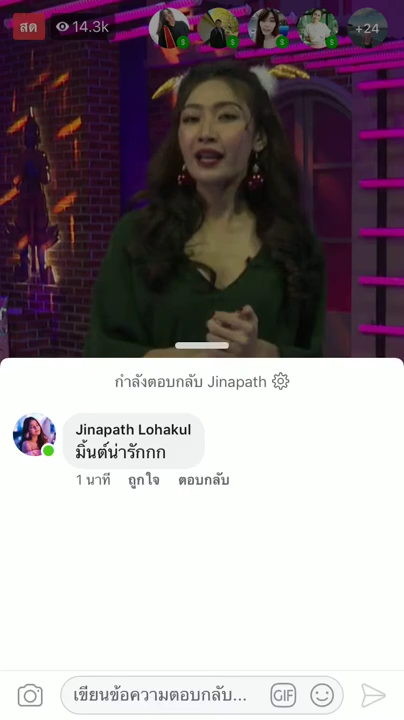 สด 14.3k +24
กำลังตอบกลับ Jinapath
Jinapath Lohakul
มิ้นต์น่ารักกก
1 นาที ถูกใจ ตอบกลับ
เขียนข้อความตอบกลับ... GIF